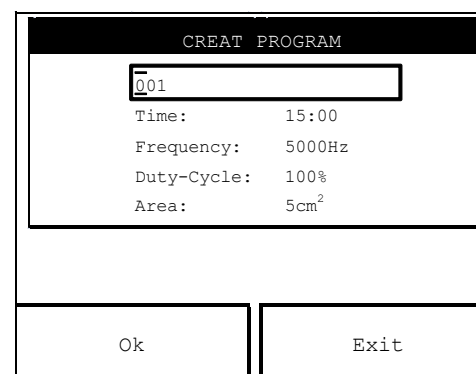 CREAT PROGRAM
001
Time: 15:00
Frequency: 5000Hz
Duty-Cycle: 100%
Area: 5cm²
Ok Exit